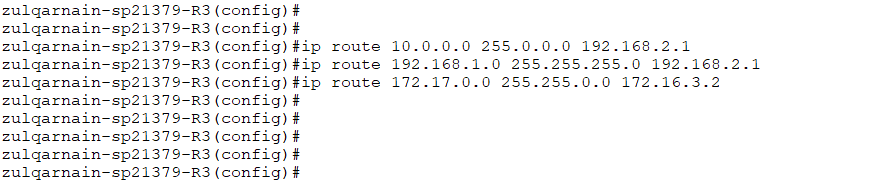 zulqarnain-sp21379-R3(config)#
zulqarnain-sp21379-R3(config)#
zulqarnain-sp21379-R3(config)#ip route 10.0.0.0 255.0.0.0 192.168.2.1
zulqarnain-sp21379-R3(config)#ip route 192.168.1.0 255.255.255.0 192.168.2.1
zulqarnain-sp21379-R3(config)#ip route 172.17.0.0 255.255.0.0 172.16.3.2
zulqarnain-sp21379-R3(config)#
zulqarnain-sp21379-R3(config)#
zulqarnain-sp21379-R3(config)#
zulqarnain-sp21379-R3(config)#
zulqarnain-sp21379-R3(config)#